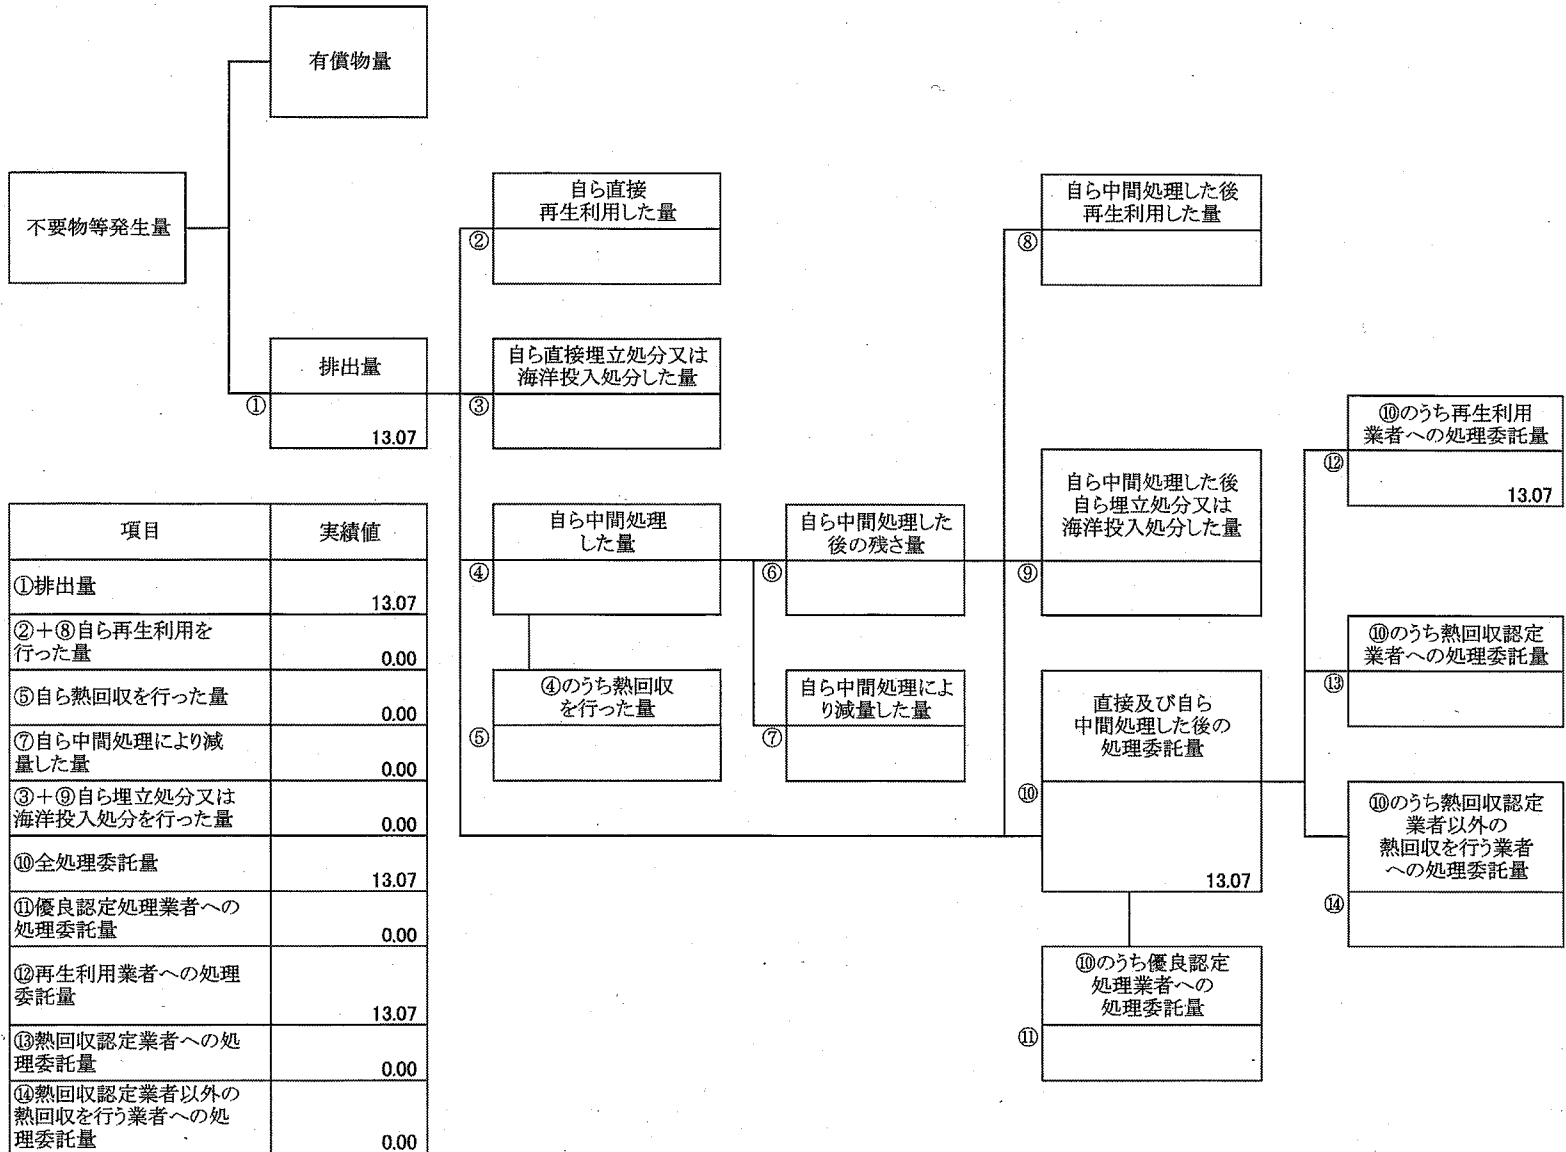 有償物量
不要物等発生量
排出量
①
13.07
自ら直接
再生利用した量
②
自ら直接埋立処分又は
海洋投入処分した量
③
自ら中間処理
した量
④
④のうち熱回収
を行った量
⑤
自ら中間処理した
後の残さ量
⑥
自ら中間処理によ
り減量した量
⑦
自ら中間処理した後
再生利用した量
⑧
自ら中間処理した後
自ら埋立処分又は
海洋投入処分した量
⑨
直接及び自ら
中間処理した後の
処理委託量
⑩
13.07
⑩のうち優良認定
処理業者への
処理委託量
⑪
⑩のうち再生利用
業者への処理委託量
⑫
13.07
⑩のうち熱回収認定
業者への処理委託量
⑬
⑩のうち熱回収認定
業者以外の
熱回収を行う業者
への処理委託量
⑭
項目 実績値
①排出量
13.07
②＋⑧自ら再生利用を
行った量
0.00
⑤自ら熱回収を行った量
0.00
⑦自ら中間処理により減
量した量
0.00
③＋⑨自ら埋立処分又は
海洋投入処分を行った量
0.00
⑩全処理委託量
13.07
⑪優良認定処理業者への
処理委託量
0.00
⑫再生利用業者への処理
委託量
13.07
⑬熱回収認定業者への処
理委託量
0.00
⑭熱回収認定業者以外の
熱回収を行う業者への処
理委託量
0.00